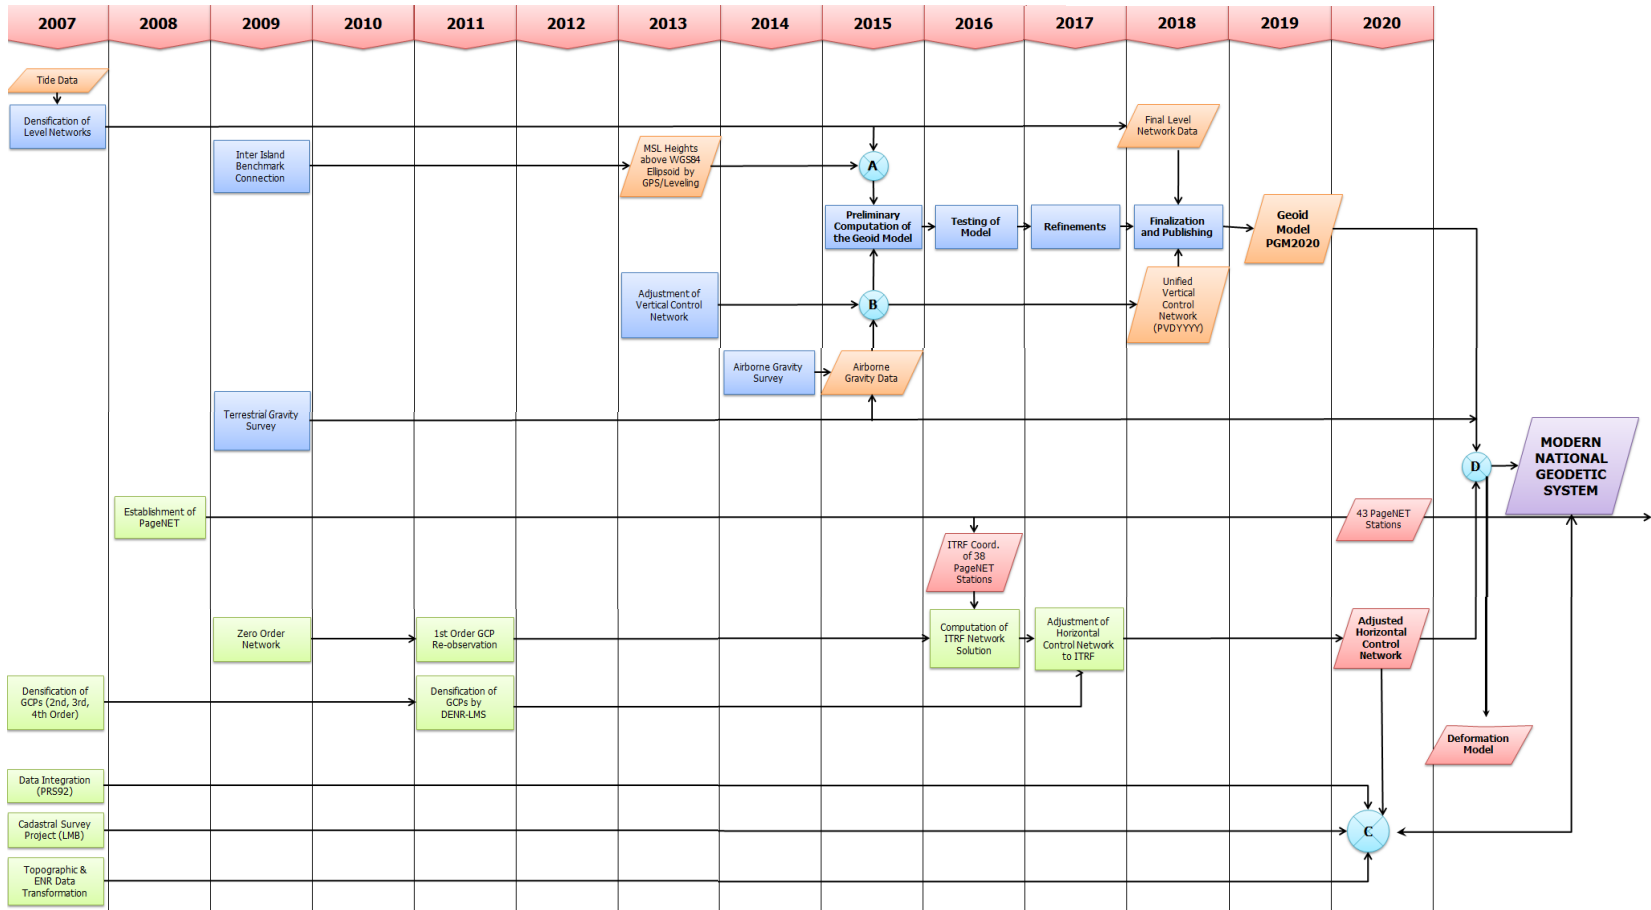 2007
2008
2009
2010
2011
2012
2013
2014
2015
2016
2017
2018
2019
2020
Tide Data
Densification of
Level Networks
Final Level
Network Data
Inter Island
Benchmark
Connection
MSL Heights
above WGS84
Ellipsoid by
GPS/Leveling
A
Preliminary
Computation of
the Geoid Model
Testing of
Model
Refinements
Finalization
and Publishing
Geoid
Model
PGM2020
Adjustment of
Vertical Control
Network
B
Unified
Vertical
Control
Network
(PVDYYYY)
Airborne Gravity
Survey
Airborne
Gravity Data
Terrestrial Gravity
Survey
D
MODERN
NATIONAL
GEODETIC
SYSTEM
Establishment of
PageNET
43 PageNET
Stations
ITRF Coord.
of 38
PageNET
Stations
Zero Order
Network
1st Order GCP
Re-observation
Computation of
ITRF Network
Solution
Adjustment of
Horizontal
Control Network
to ITRF
Adjusted
Horizontal
Control
Network
Densification of
GCPs (2nd, 3rd,
4th Order)
Densification of
GCPs by
DENR-LMS
Deformation
Model
Data Integration
(PRS92)
Cadastral Survey
Project (LMB)
C
Topographic &
ENR Data
Transformation